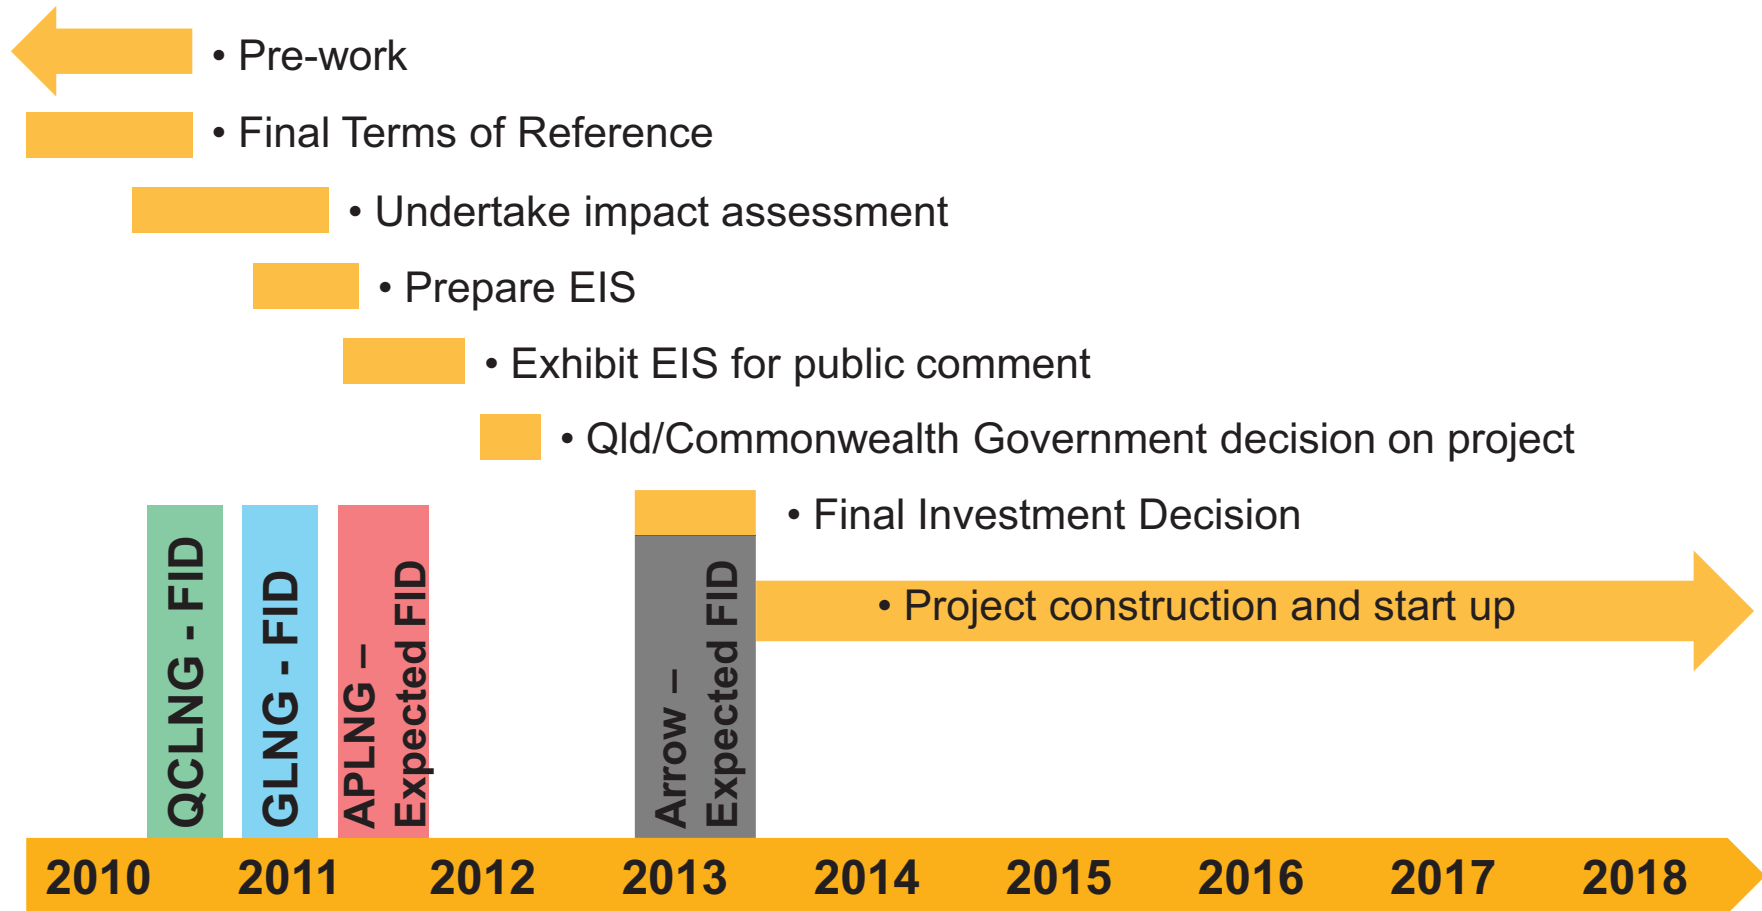 • Pre-work
• Final Terms of Reference
• Undertake impact assessment
• Prepare EIS
• Exhibit EIS for public comment
• Qld/Commonwealth Government decision on project
• Final Investment Decision
• Project construction and start up
QCLNG - FID
GLNG - FID
APLNG –
Expected FID
Arrow –
Expected FID
2010 2011 2012 2013 2014 2015 2016 2017 2018